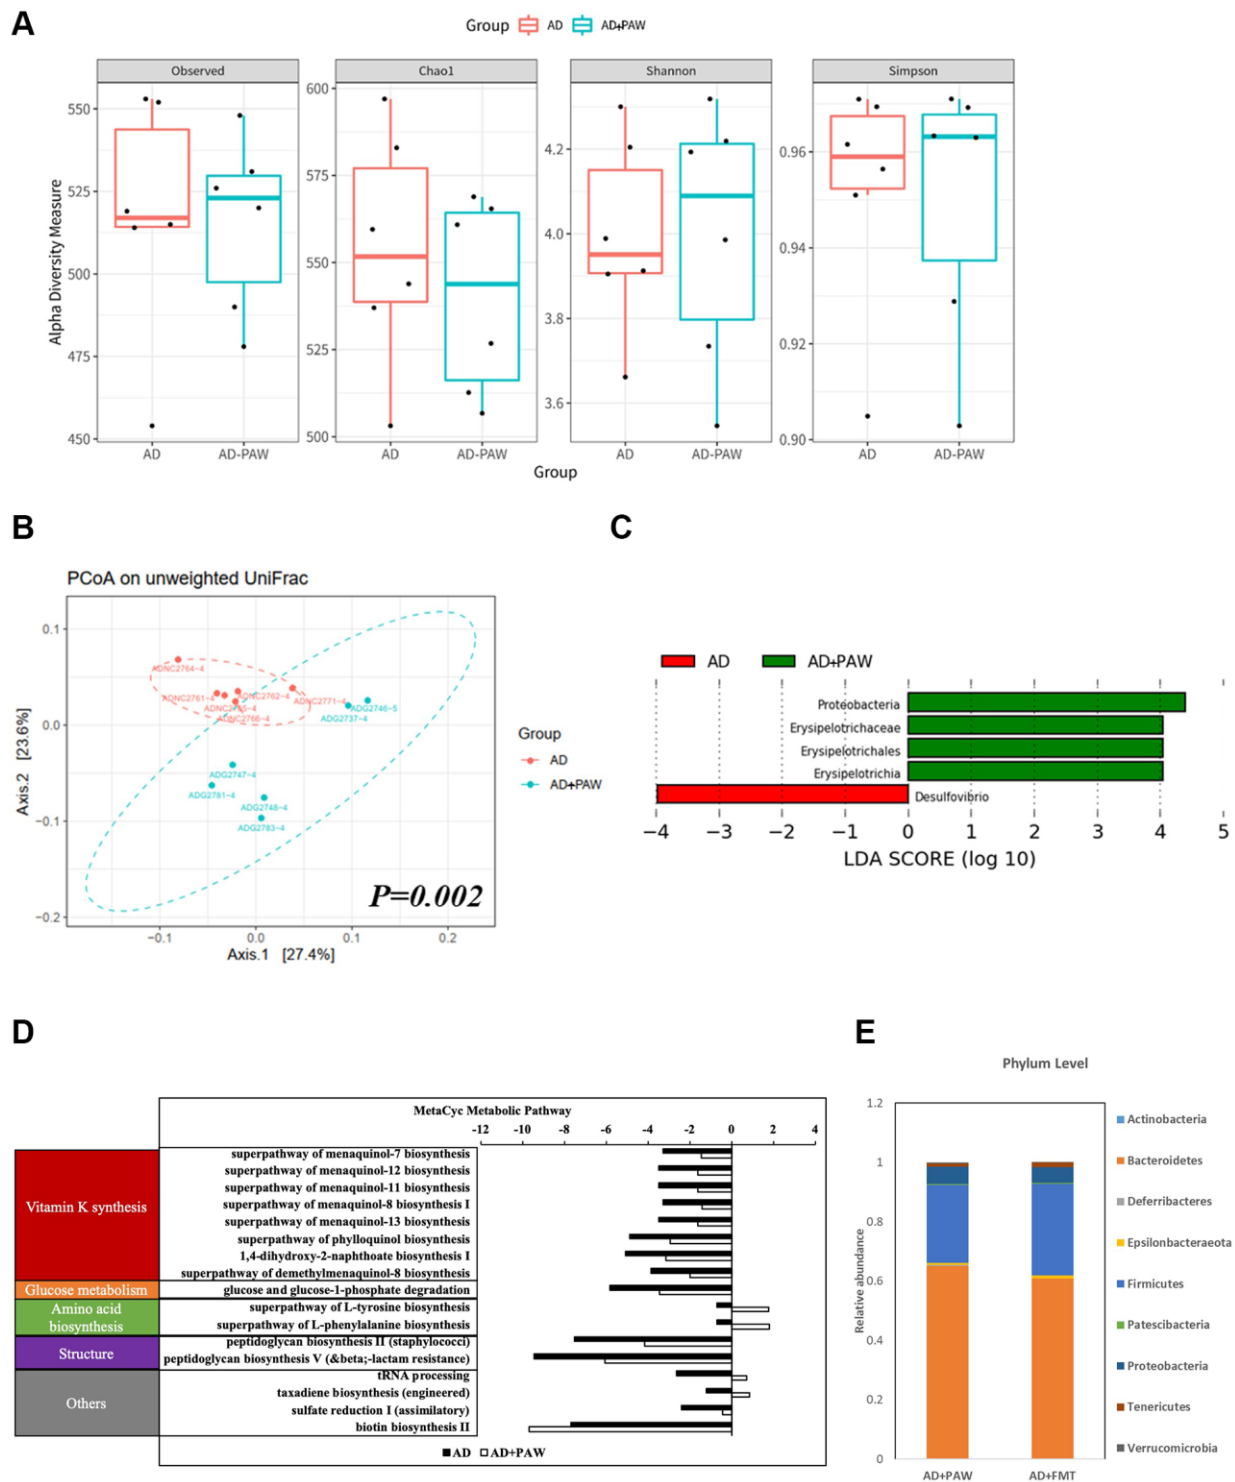 A
Group AD AD+PAW
Observed Chao1 Shannon Simpson
Alpha Diversity Measure
550
525
500
475
450
600
575
550
525
500
4.2
4.0
3.8
3.6
0.96
0.94
0.92
0.90
AD AD-PAW AD AD-PAW AD AD-PAW AD AD-PAW
Group
B
PCoA on unweighted UniFrac
Axis.2 [23.6%]
0.1
0.0
−0.1
−0.2
ADNC2764-4
ADNC2761-4
ADNC2762-4
ADNC2766-4
ADNC2771-4
ADG2746-5
ADG2737-4
ADG2747-4
ADG2781-4
ADG2748-4
ADG2783-4
P=0.002
−0.1 0.0 0.1 0.2
Axis.1 [27.4%]
Group
AD
AD+PAW
C
AD AD+PAW
Proteobacteria
Erysipelotrichaceae
Erysipelotrichales
Erysipelotrichia
Desulfovibrio
−4 −3 −2 −1 0 1 2 3 4 5
LDA SCORE (log 10)
D
MetaCyc Metabolic Pathway
-12 -10 -8 -6 -4 -2 0 2 4
Vitamin K synthesis
superpathway of menaquinol-7 biosynthesis
superpathway of menaquinol-12 biosynthesis
superpathway of menaquinol-11 biosynthesis
superpathway of menaquinol-8 biosynthesis I
superpathway of menaquinol-13 biosynthesis
superpathway of phylloquinol biosynthesis
1,4-dihydroxy-2-naphthoate biosynthesis I
superpathway of demethylmenaquinol-8 biosynthesis
Glucose metabolism
glucose and glucose-1-phosphate degradation
Amino acid
biosynthesis
superpathway of L-tyrosine biosynthesis
superpathway of L-phenylalanine biosynthesis
Structure
peptidoglycan biosynthesis II (staphylococci)
peptidoglycan biosynthesis V (&beta;-lactam resistance)
Others
tRNA processing
taxadiene biosynthesis (engineered)
sulfate reduction I (assimilatory)
biotin biosynthesis II
AD AD+PAW
E
Phylum Level
Relative abundance
1.2
1
0.8
0.6
0.4
0.2
0
AD+PAW AD+FMT
Actinobacteria
Bacteroidetes
Deferribacteres
Epsilonbacteraeota
Firmicutes
Patescibacteria
Proteobacteria
Tenericutes
Verrucomicrobia